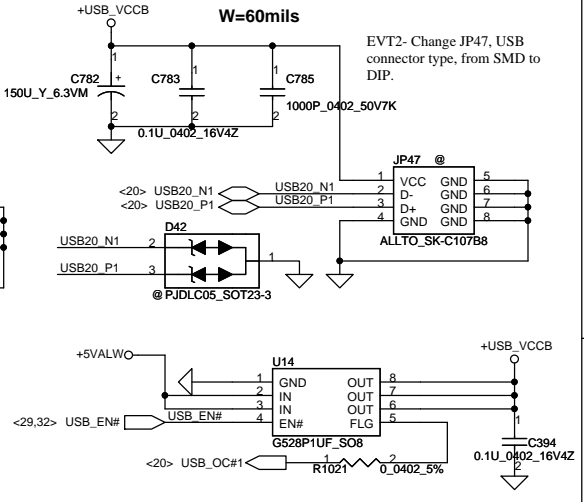 +USB_VCCB
W=60mils
EVT2- Change JP47, USB
connector type, from SMD to
DIP.
1
1
1
C782
+
C783
C785
150U_Y_6.3VM
1000P_0402_50V7K
2
2
2
0.1U_0402_16V4Z
JP47 @
<20> USB20_N1
USB20_N1
<20> USB20_P1
USB20_P1
1 VCC GND 5
2 D- GND 6
3 D+ GND 7
4 GND GND 8
ALLTO_SK-C107B8
D42
USB20_N1 2
1
USB20_P1 3
@ PJDLC05_SOT23-3
+5VALW
+USB_VCCB
U14
1 GND OUT 8
2 IN OUT 7
3 IN OUT 6
4 EN# FLG 5
<29,32> USB_EN#
USB_EN#
G528P1UF_SO8
1
C394
0.1U_0402_16V4Z
2
<20> USB_OC#1
1 2
R1021 0_0402_5%